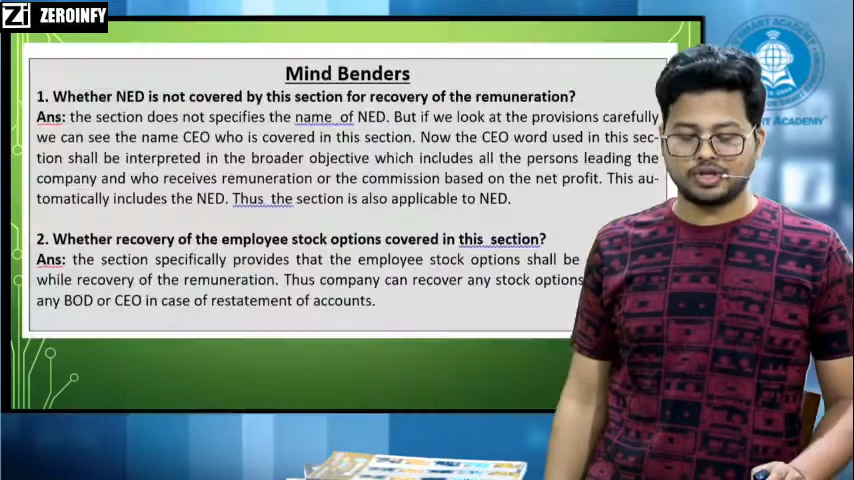 Zi ZEROINFY
Mind Benders
1. Whether NED is not covered by this section for recovery of the remuneration?
Ans: the section does not specifies the name of NED. But if we look at the provisions carefully
we can see the name CEO who is covered in this section. Now the CEO word used in this sec-
tion shall be interpreted in the broader objective which includes all the persons leading the
company and who receives remuneration or the commission based on the net profit. This au-
tomatically includes the NED. Thus the section is also applicable to NED.
2. Whether recovery of the employee stock options covered in this section?
Ans: the section specifically provides that the employee stock options shall be
while recovery of the remuneration. Thus company can recover any stock options
any BOD or CEO in case of restatement of accounts.
SMART ACADEMY
ACADEMY